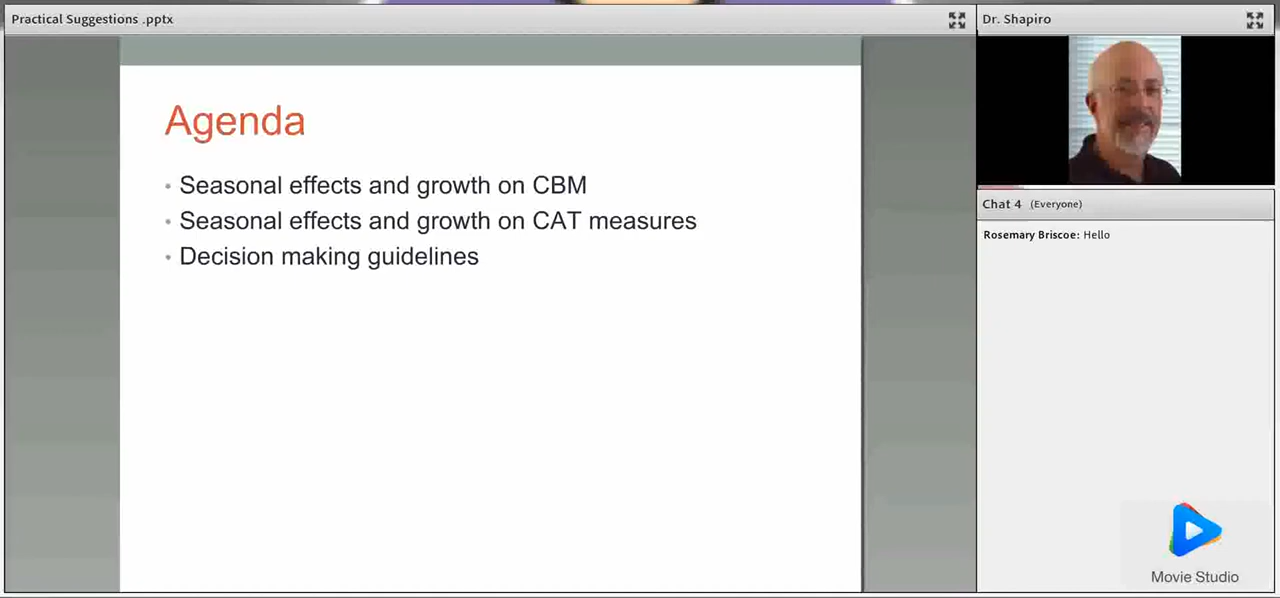 Practical Suggestions .pptx
Agenda
• Seasonal effects and growth on CBM
• Seasonal effects and growth on CAT measures
• Decision making guidelines
Dr. Shapiro
Chat 4 (Everyone)
Rosemary Briscoe: Hello
Movie Studio